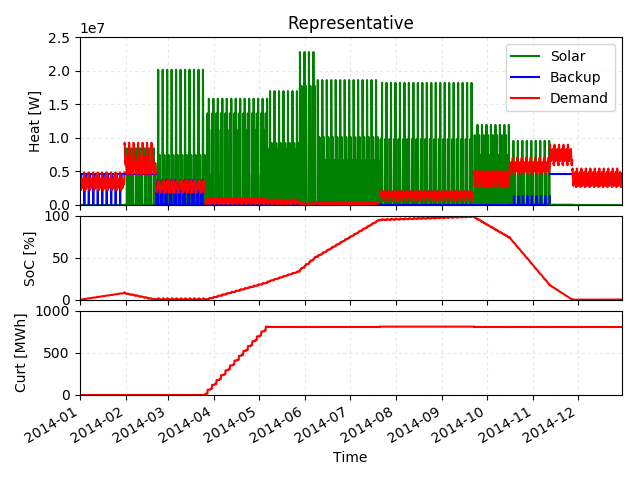 Representative
1e7
2.5
2.0
1.5
1.0
0.5
0.0
Heat [W]
Solar
Backup
Demand
100
50
0
SoC [%]
1000
500
0
Curt [MWh]
2014-01
2014-02
2014-03
2014-04
2014-05
2014-06
2014-07
2014-08
2014-09
2014-10
2014-11
2014-12
Time